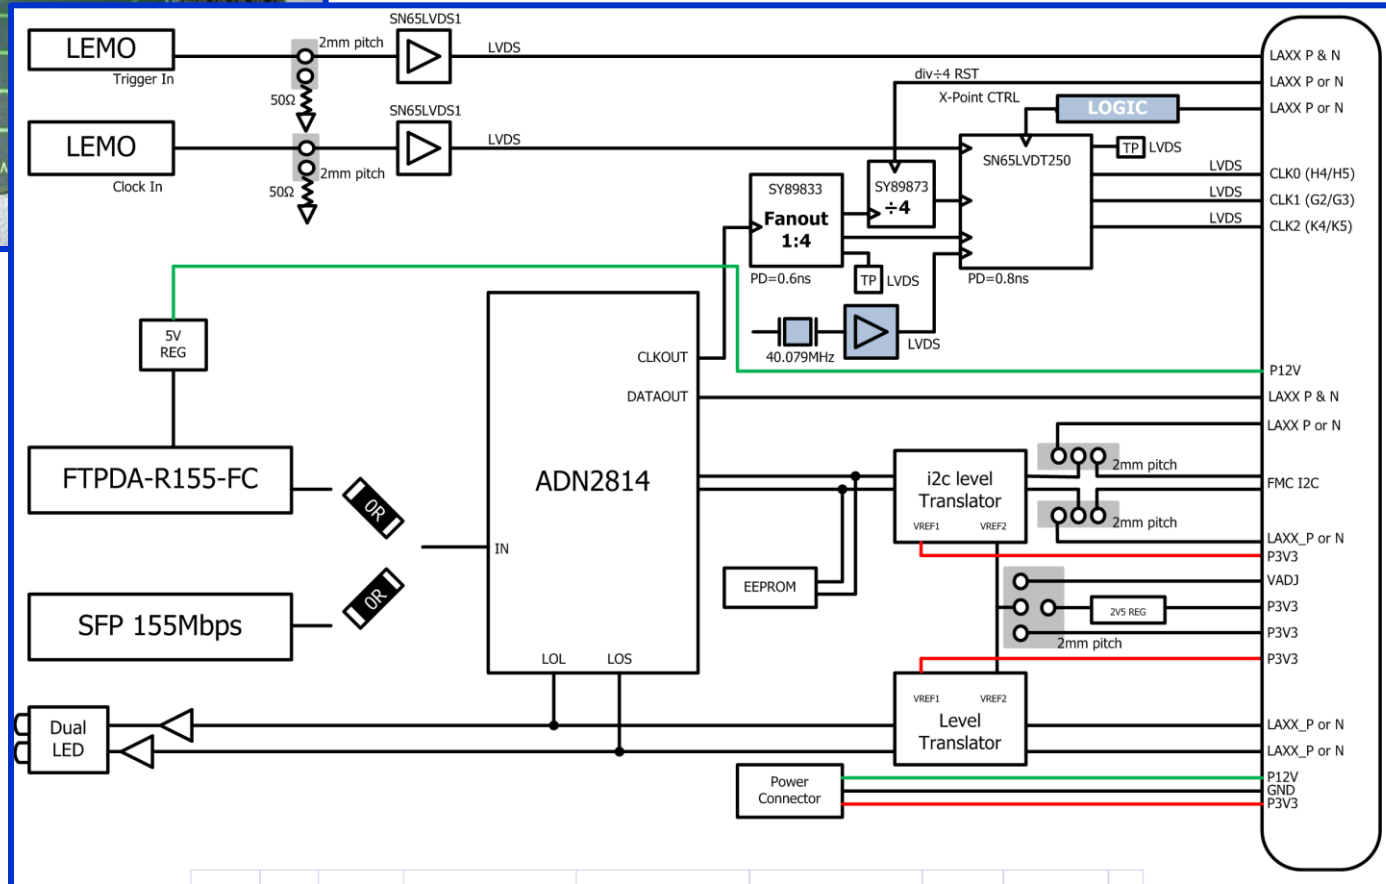 SN65LVDS1
LEMO
2mm pitch
LVDS
LAXX P & N
Trigger In
div÷4 RST
LAXX P or N
50Ω
X-Point CTRL
LOGIC
LAXX P or N
SN65LVDS1
LEMO
LVDS
TP
LVDS
SN65LVDT250
2mm pitch
Clock In
50Ω
LVDS
CLK0 (H4/H5)
SY89833
SY89873
÷4
LVDS
CLK1 (G2/G3)
Fanout
1:4
LVDS
CLK2 (K4/K5)
PD=0.6ns
TP
LVDS
PD=0.8ns
5V
REG
40.079MHz
LVDS
CLKOUT
P12V
DATAOUT
LAXX P & N
LAXX P or N
2mm pitch
FTPDA-R155-FC
0R
ADN2814
i2c level
Translator
FMC I2C
VREF1
VREF2
2mm pitch
IN
LAXX_P or N
P3V3
EEPROM
VADJ
0R
2V5 REG
P3V3
SFP 155Mbps
P3V3
2mm pitch
LOL
LOS
P3V3
VREF1
VREF2
Dual
LED
Level
Translator
LAXX_P or N
LAXX_P or N
Power
Connector
P12V
GND
P3V3